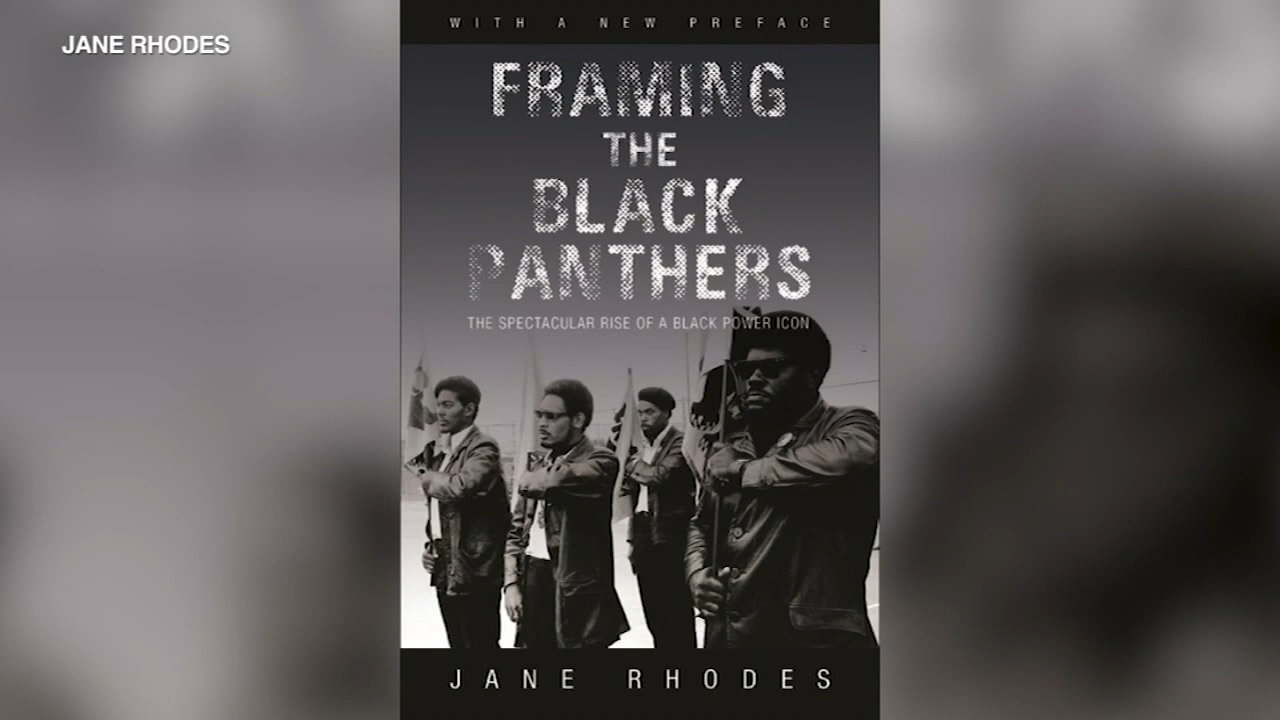 JANE RHODES
WITH A NEW PREFACE
FRAMING
THE
BLACK
PANTHERS
THE SPECTACULAR RISE OF A BLACK POWER ICON
JANE RHODES